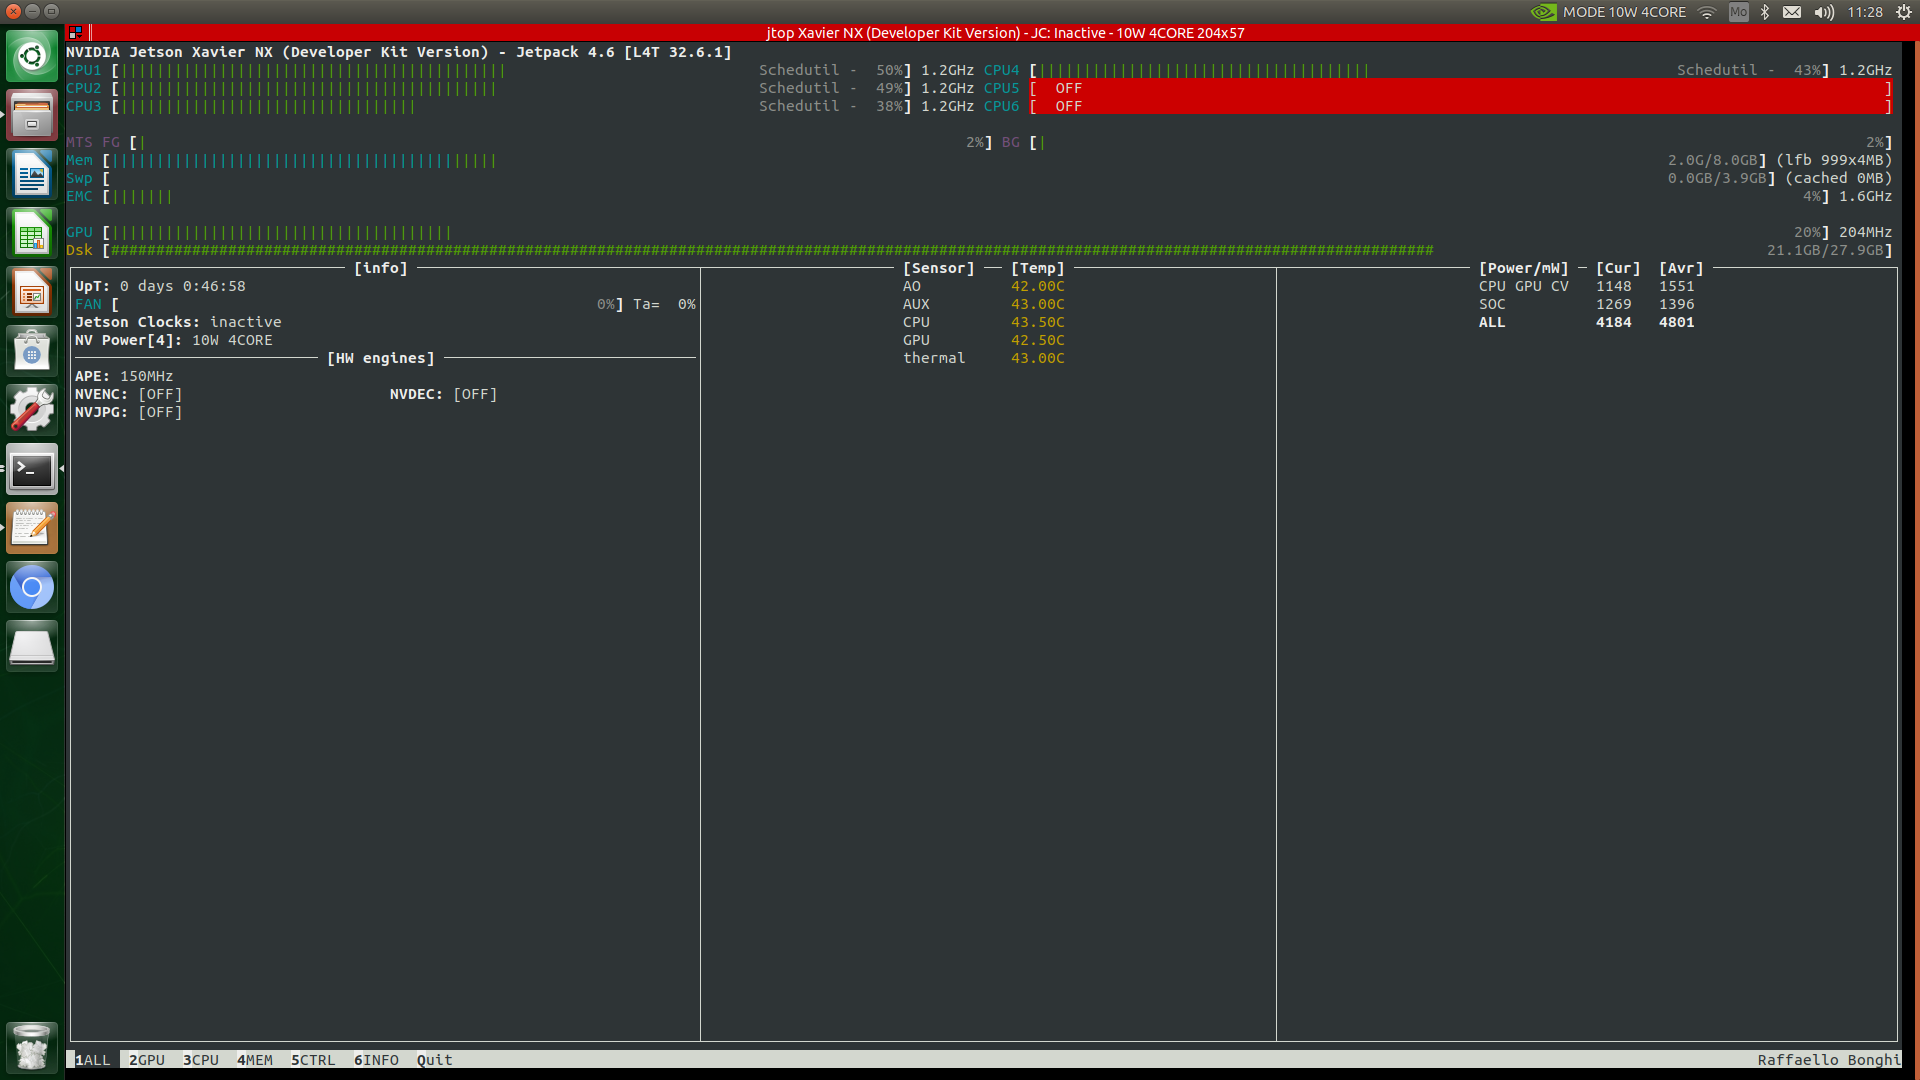 MODE 10W 4CORE Mo 11:28
jtop Xavier NX (Developer Kit Version) - JC: Inactive - 10W 4CORE 204x57
NVIDIA Jetson Xavier NX (Developer Kit Version) - Jetpack 4.6 [L4T 32.6.1]
CPU1 [ Schedutil - 50%] 1.2GHz CPU4 [ Schedutil - 43%] 1.2GHz
CPU2 [ Schedutil - 49%] 1.2GHz CPU5 [ OFF ]
CPU3 [ Schedutil - 38%] 1.2GHz CPU6 [ OFF ]
MTS FG [ 2%] BG [ 2%]
Mem [ 2.0G/8.0GB] (lfb 999x4MB)
Swp [ 0.0GB/3.9GB] (cached 0MB)
EMC [ 4%] 1.6GHz
GPU [ 20%] 204MHz
Dsk [ 21.1GB/27.9GB]
[info] [Sensor] [Temp] [Power/mW] [Cur] [Avr]
UpT: 0 days 0:46:58 AO 42.00C CPU GPU CV 1148 1551
FAN [ 0%] Ta= 0% AUX 43.00C SOC 1269 1396
Jetson Clocks: inactive CPU 43.50C ALL 4184 4801
NV Power[4]: 10W 4CORE GPU 42.50C
[HW engines] thermal 43.00C
APE: 150MHz
NVENC: [OFF] NVDEC: [OFF]
NVJPG: [OFF]
1ALL 2GPU 3CPU 4MEM 5CTRL 6INFO Quit Raffaello Bonghi